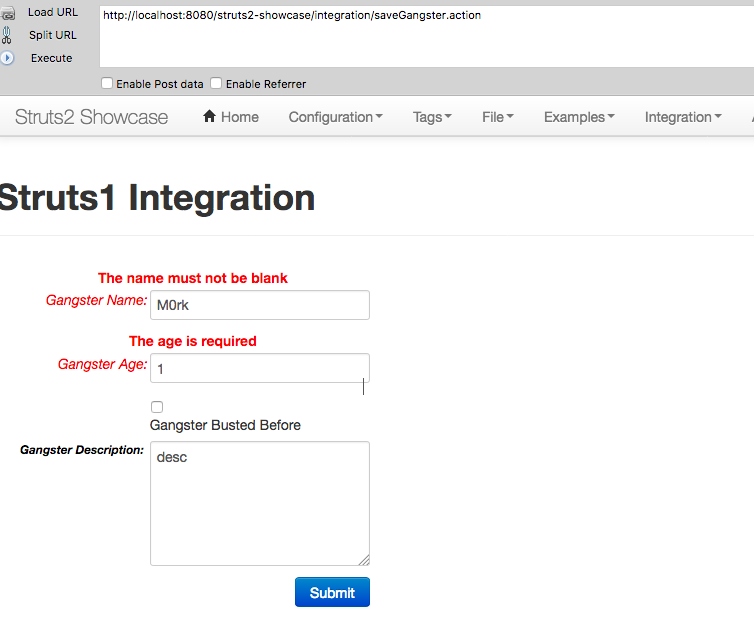 Load URL
http://localhost:8080/struts2-showcase/integration/saveGangster.action
Split URL
Execute
Enable Post data Enable Referrer
Struts2 Showcase Home Configuration Tags File Examples Integration
Struts1 Integration
The name must not be blank
Gangster Name: M0rk
The age is required
Gangster Age: 1
Gangster Busted Before
Gangster Description: desc
Submit